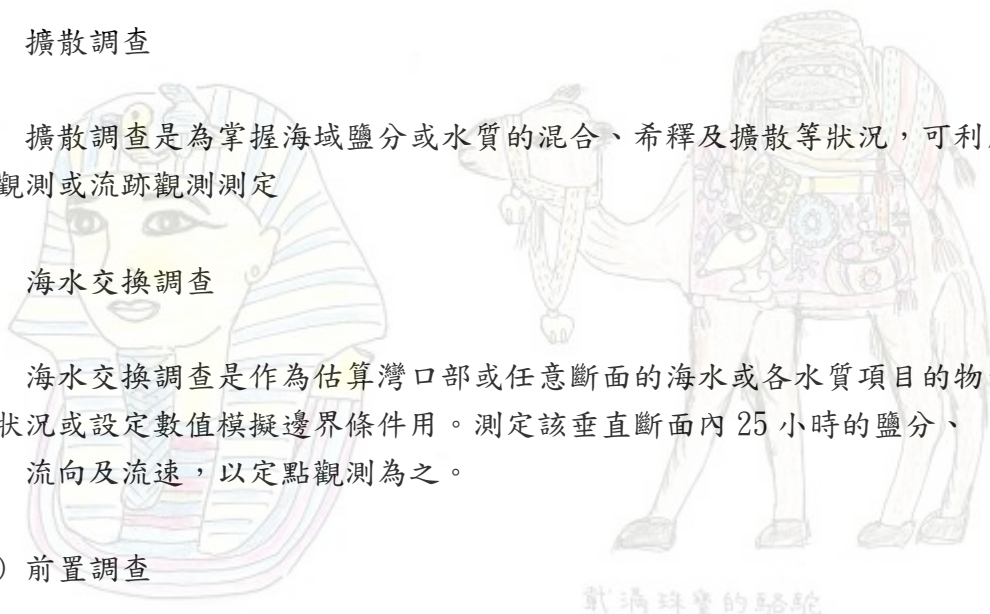 擴散調查
擴散調查是為掌握海域鹽分或水質的混合、希釋及擴散等狀況,可利
觀測或流跡觀測測定
海水交換調查
海水交換調查是作為估算灣口部或任意斷面的海水或各水質項目的物
狀況或設定數值模擬邊界條件用。測定該垂直斷面內 25 小時的鹽分、
流向及流速,以定點觀測為之。
) 前置調查
戴滿珠寶的駱駝